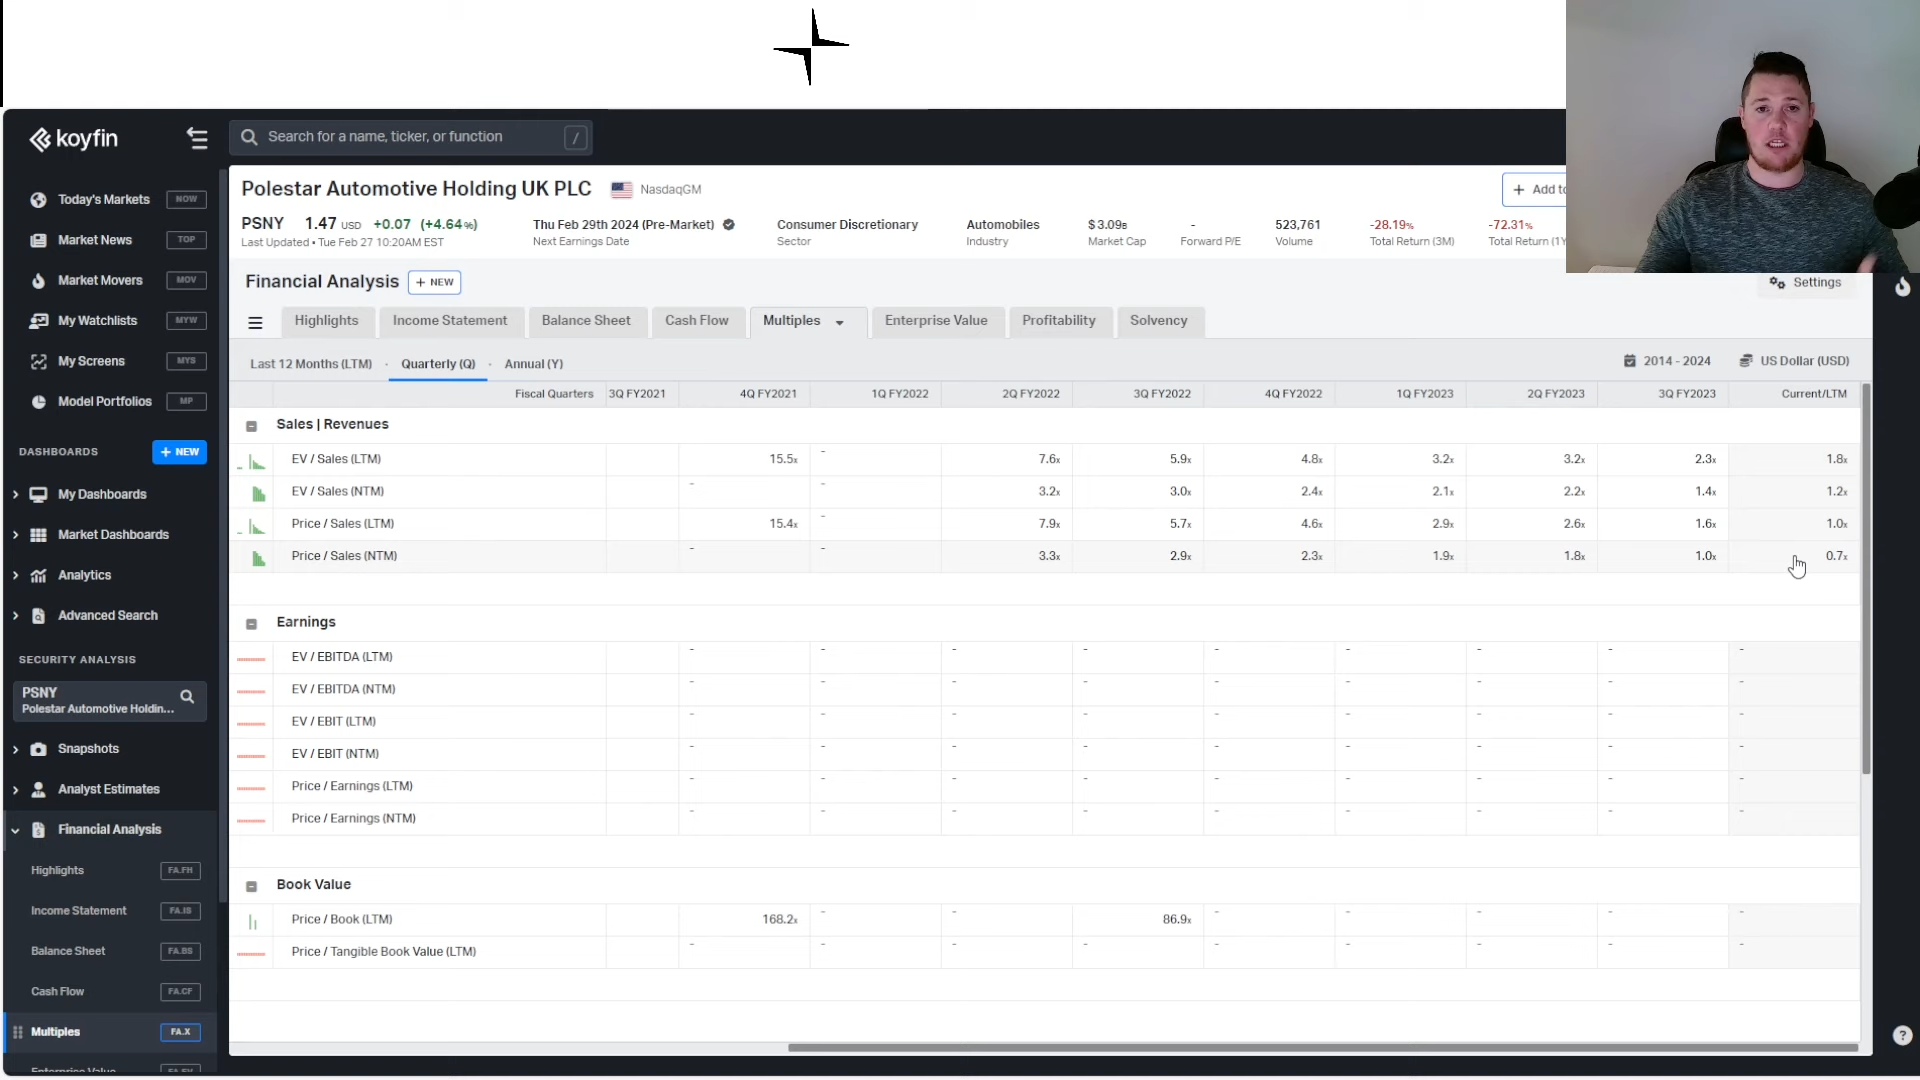 koyfin
Search for a name, ticker, or function /
Today's Markets NOW
Market News TOP
Market Movers MOV
My Watchlists MYW
My Screens MYS
Model Portfolios MP
DASHBOARDS + NEW
My Dashboards
Market Dashboards
Analytics
Advanced Search
SECURITY ANALYSIS
PSNY
Polestar Automotive Holdin...
Snapshots
Analyst Estimates
Financial Analysis
Highlights FA.FH
Income Statement FA.IS
Balance Sheet FA.BS
Cash Flow FA.CF
Multiples FA.X
Enterprise Value FA.EV
Polestar Automotive Holding UK PLC NasdaqGM
+ Add to
PSNY 1.47 USD +0.07 (+4.64%)
Last Updated • Tue Feb 27 10:20AM EST
Thu Feb 29th 2024 (Pre-Market)
Next Earnings Date
Consumer Discretionary
Sector
Automobiles
Industry
$ 3.09B
Market Cap
-
Forward P/E
523,761
Volume
-28.19%
Total Return (3M)
-72.31%
Total Return (1Y
Financial Analysis + NEW
Settings
Highlights Income Statement Balance Sheet Cash Flow Multiples Enterprise Value Profitability Solvency
Last 12 Months (LTM) · Quarterly (Q) · Annual (Y)
2014 - 2024 US Dollar (USD)
Fiscal Quarters 3Q FY2021 4Q FY2021 1Q FY2022 2Q FY2022 3Q FY2022 4Q FY2022 1Q FY2023 2Q FY2023 3Q FY2023 Current/LTM
Sales | Revenues
EV / Sales (LTM) 15.5x - 7.6x 5.9x 4.8x 3.2x 3.2x 2.3x 1.8x
EV / Sales (NTM) - - 3.2x 3.0x 2.4x 2.1x 2.2x 1.4x 1.2x
Price / Sales (LTM) 15.4x - 7.9x 5.7x 4.6x 2.9x 2.6x 1.6x 1.0x
Price / Sales (NTM) - - 3.3x 2.9x 2.3x 1.9x 1.8x 1.0x 0.7x
Earnings
EV / EBITDA (LTM) - - - - - - - - -
EV / EBITDA (NTM) - - - - - - - - -
EV / EBIT (LTM) - - - - - - - - -
EV / EBIT (NTM) - - - - - - - - -
Price / Earnings (LTM) - - - - - - - - -
Price / Earnings (NTM) - - - - - - - - -
Book Value
Price / Book (LTM) 168.2x - - 86.9x - - - - -
Price / Tangible Book Value (LTM) - - - - - - - - -
?